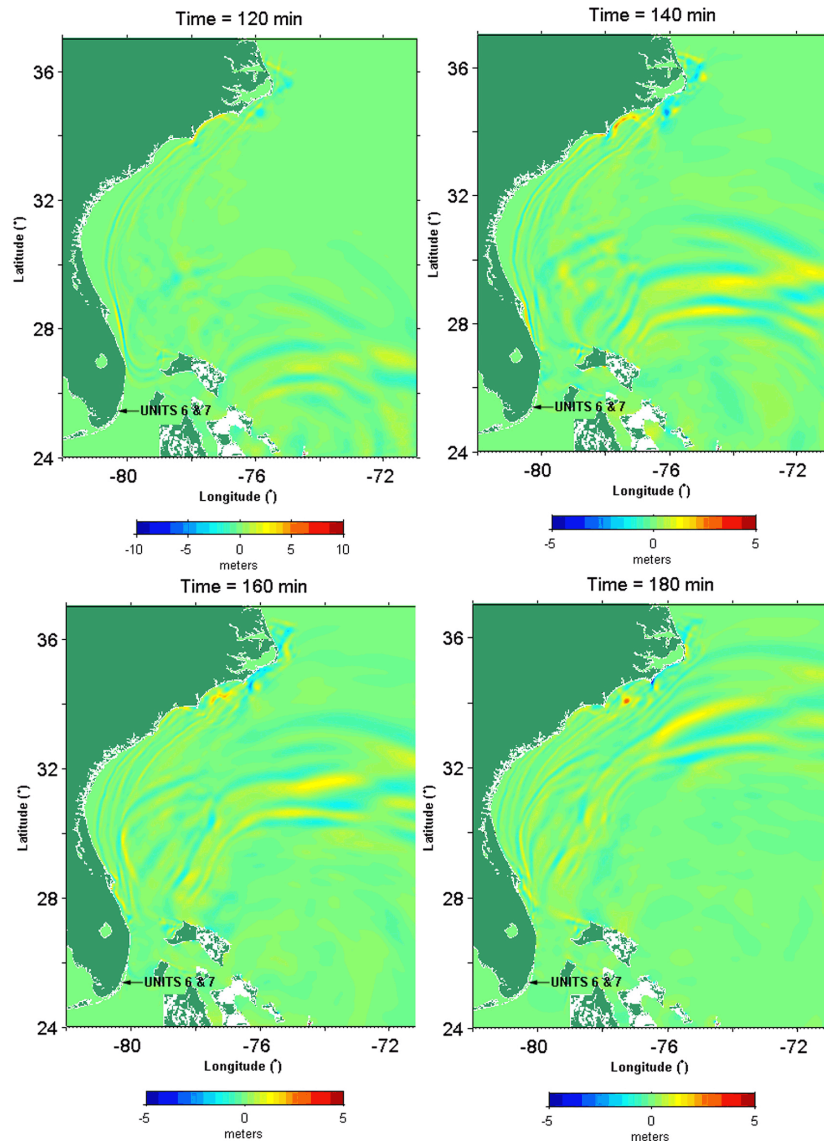 Time = 120 min
36
32
28
24
Latitude (°)
UNITS 6 & 7
-80
-76
-72
Longitude (°)
-10
-5
0
5
10
meters
Time = 140 min
36
32
28
24
Latitude (°)
UNITS 6 & 7
-80
-76
-72
Longitude (°)
-5
0
5
meters
Time = 160 min
36
32
28
24
Latitude (°)
UNITS 6 & 7
-80
-76
-72
Longitude (°)
-5
0
5
meters
Time = 180 min
36
32
28
24
Latitude (°)
UNITS 6 & 7
-80
-76
-72
Longitude (°)
-5
0
5
meters